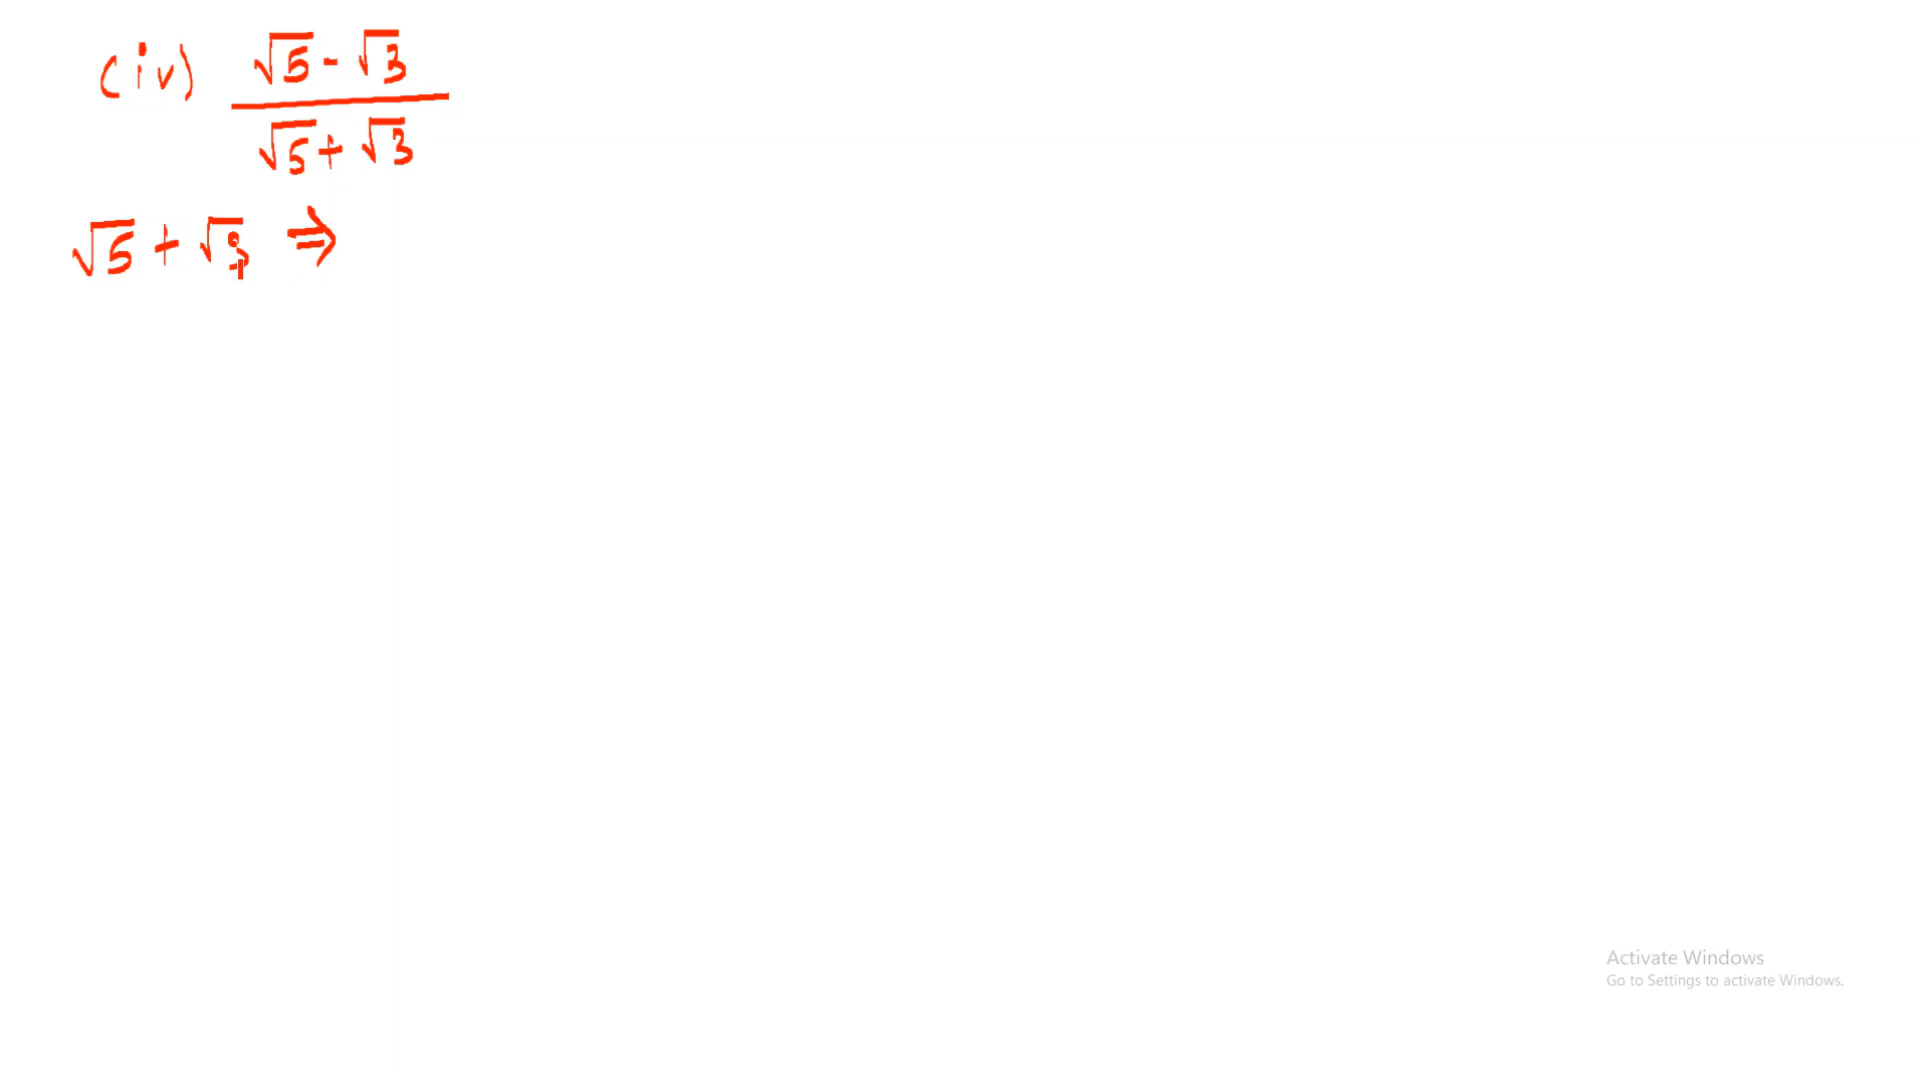 (iv) √5 - √3
√5 + √3
√5 + √3 ⇒
Activate Windows
Go to Settings to activate Windows.